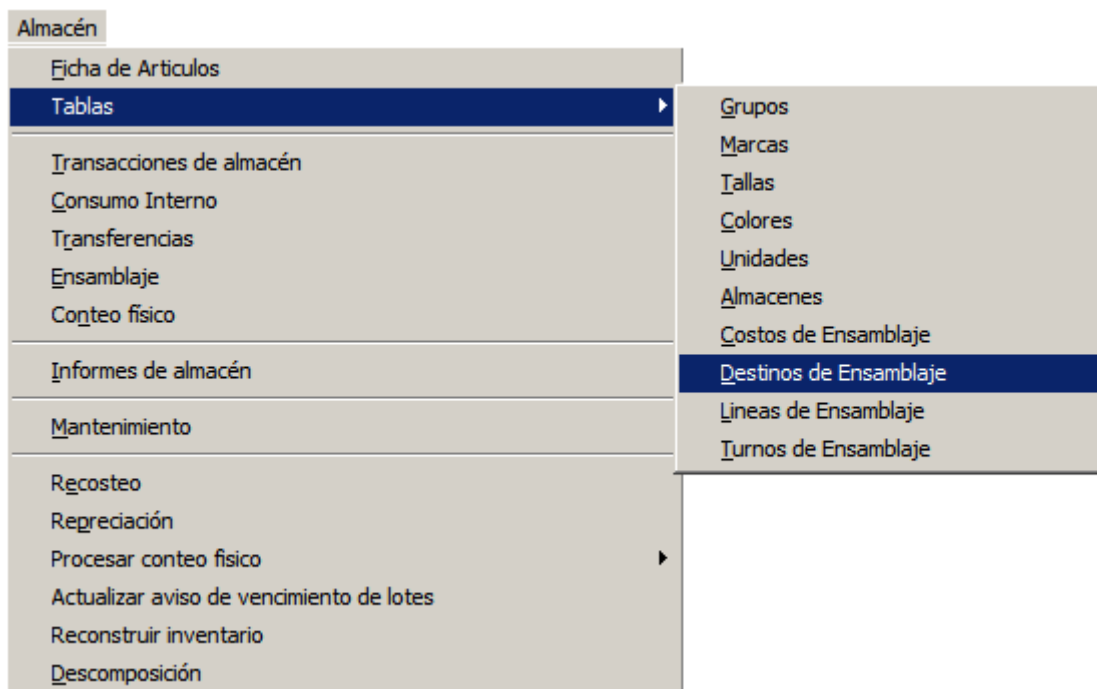 Almacén
Ficha de Articulos
Tablas
Transacciones de almacén
Consumo Interno
Transferencias
Ensamblaje
Conteo físico
Informes de almacén
Mantenimiento
Recosteo
Repreciación
Procesar conteo fisico
Actualizar aviso de vencimiento de lotes
Reconstruir inventario
Descomposición
Grupos
Marcas
Tallas
Colores
Unidades
Almacenes
Costos de Ensamblaje
Destinos de Ensamblaje
Lineas de Ensamblaje
Turnos de Ensamblaje